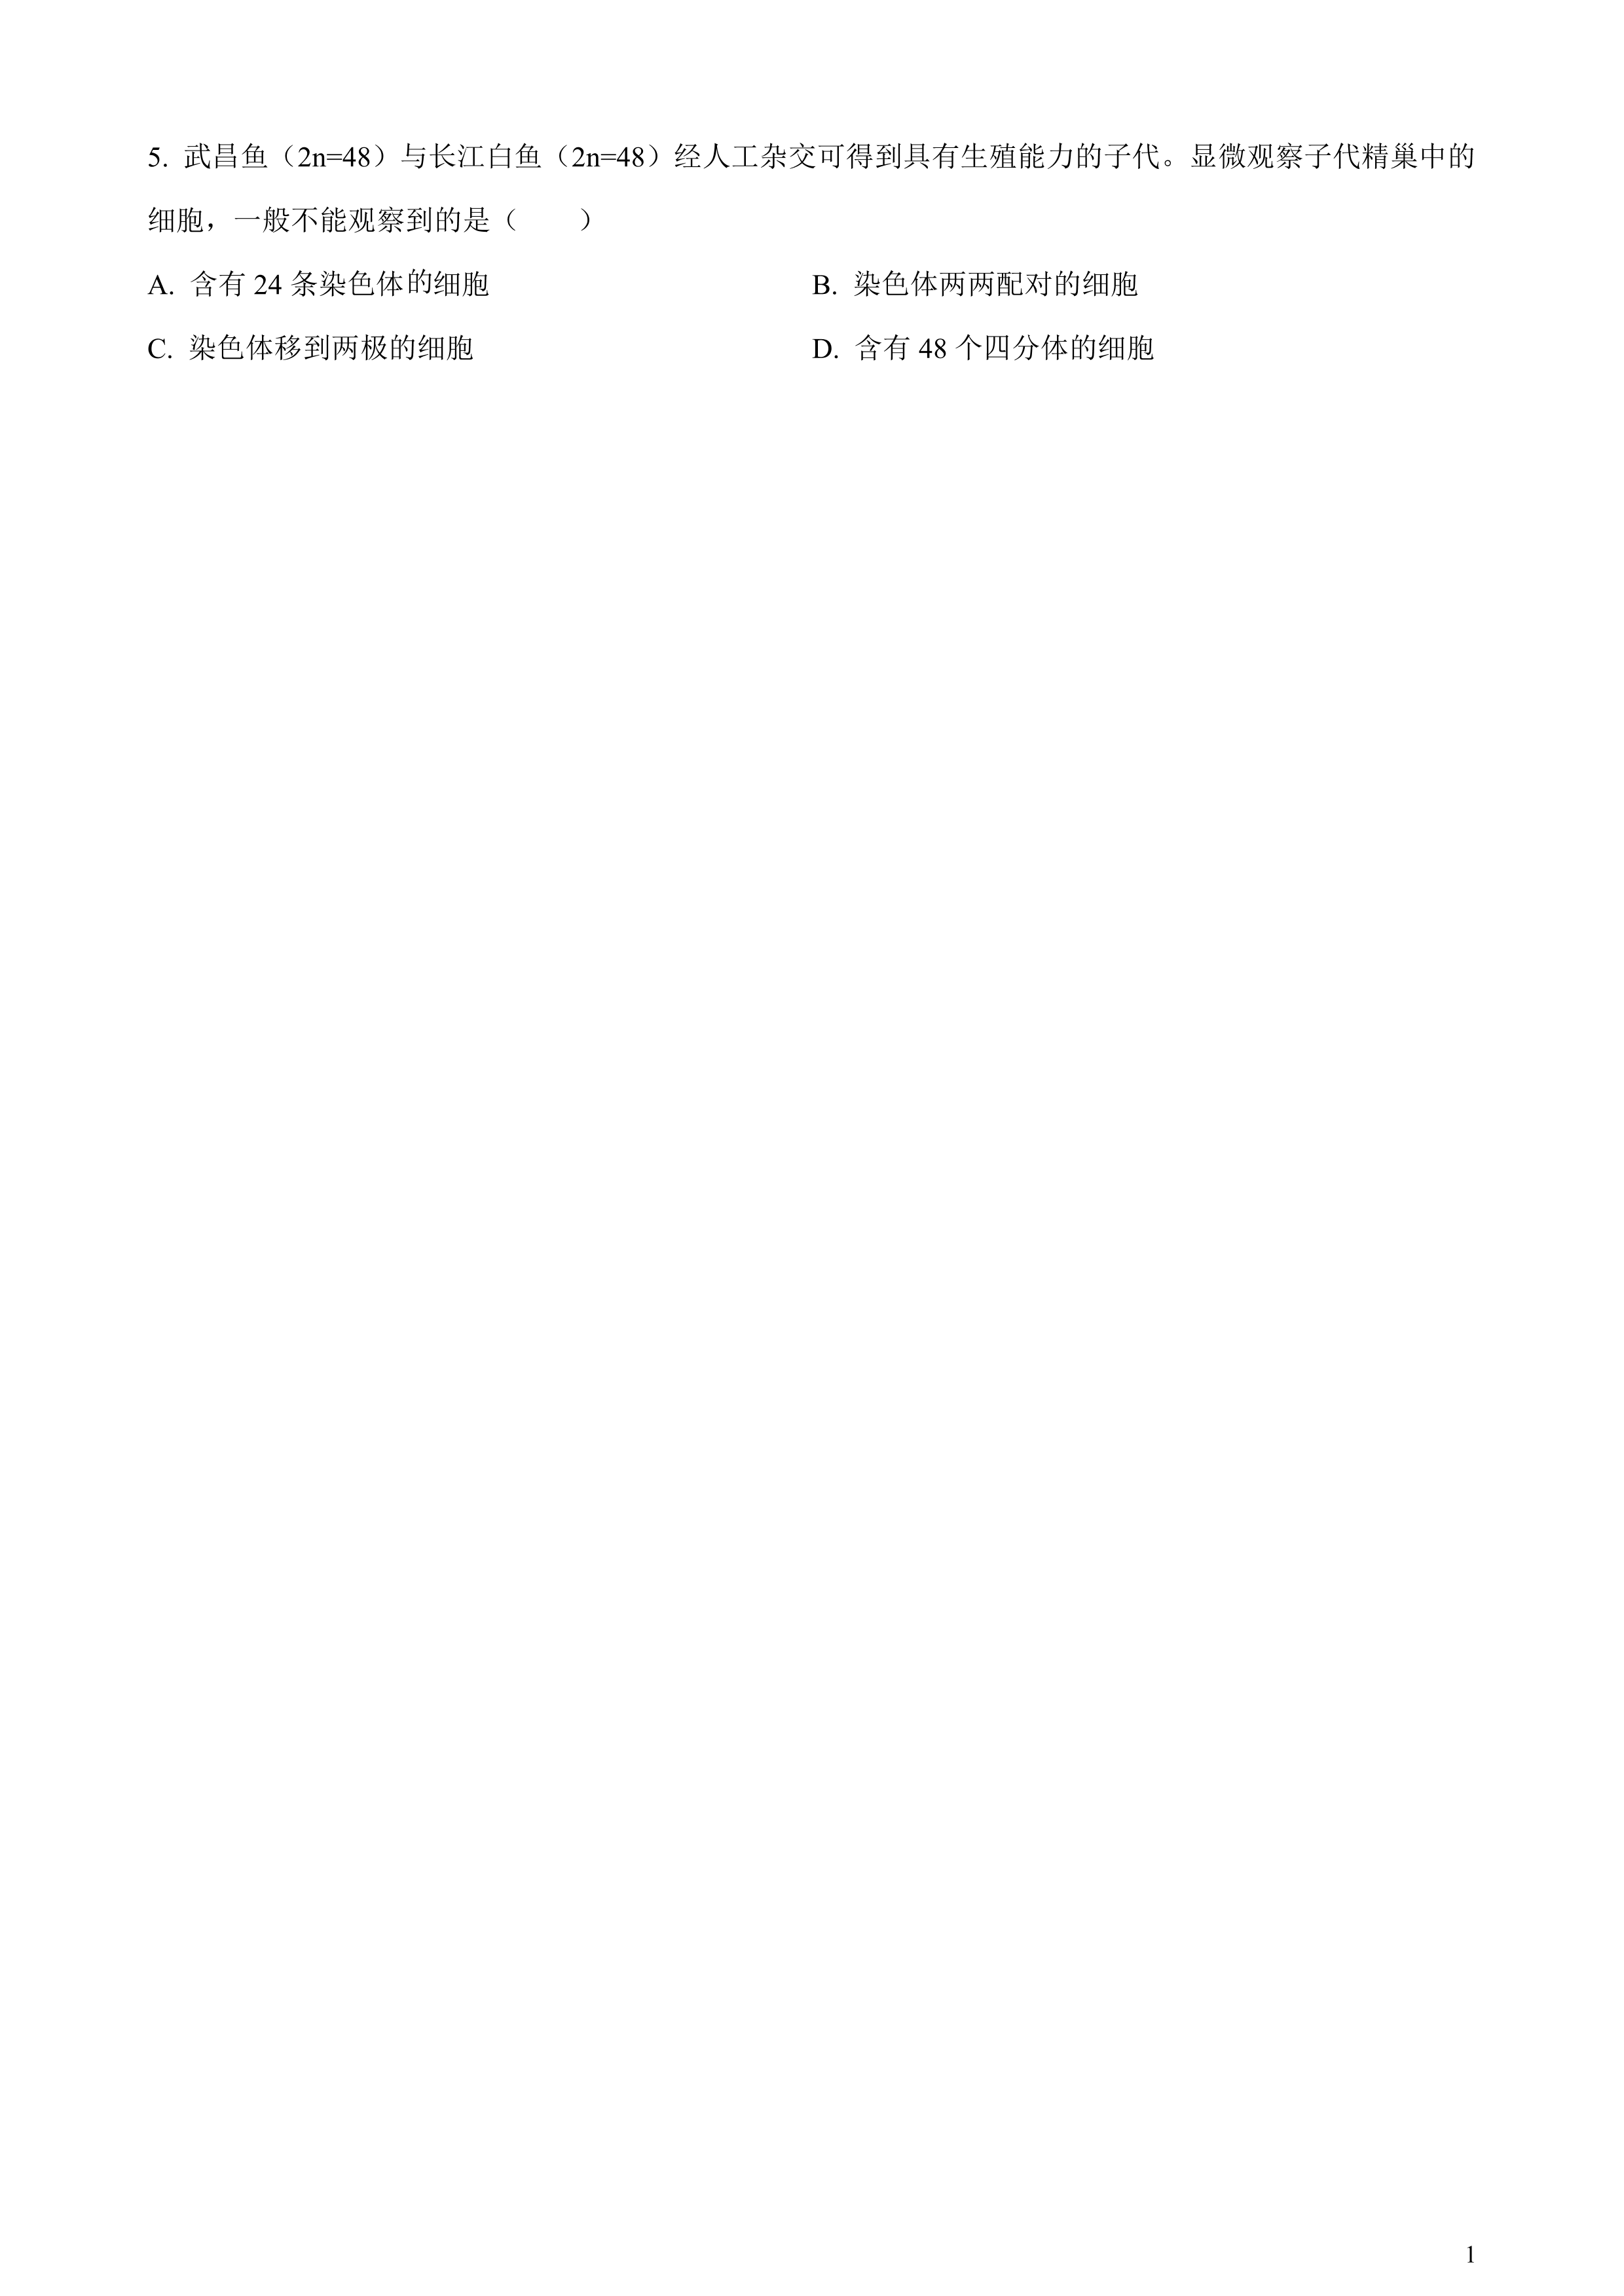 5. 武昌鱼（2n=48）与长江白鱼（2n=48）经人工杂交可得到具有生殖能力的子代。显微观察子代精巢中的
细胞，一般不能观察到的是（　　）
A. 含有 24 条染色体的细胞　B. 染色体两两配对的细胞
C. 染色体移到两极的细胞　D. 含有 48 个四分体的细胞
1